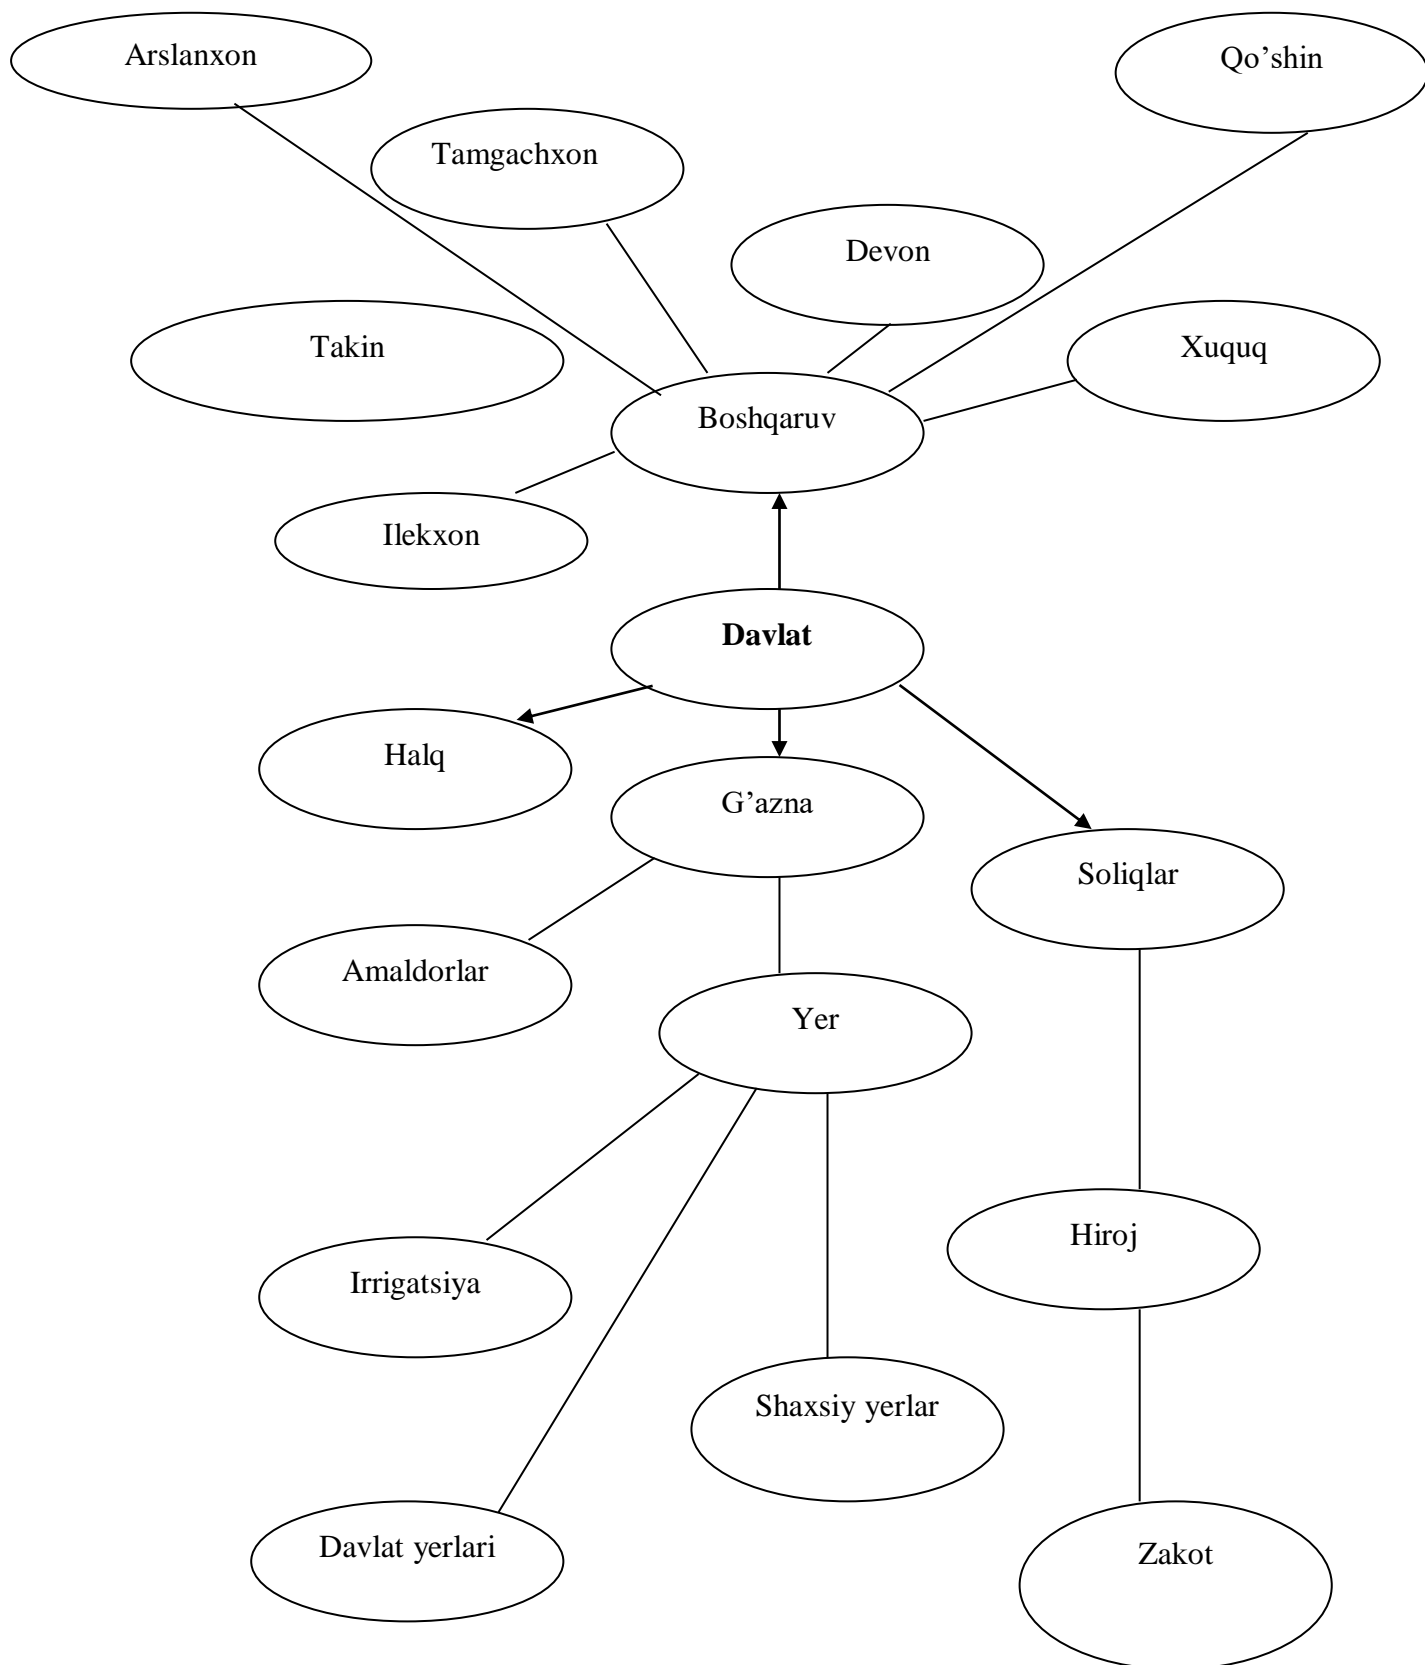 Arslanxon
Qo’shin
Tamgachxon
Devon
Takin
Xuquq
Boshqaruv
Ilekxon
Davlat
Halq
G’azna
Soliqlar
Amaldorlar
Yer
Hiroj
Irrigatsiya
Shaxsiy yerlar
Davlat yerlari
Zakot